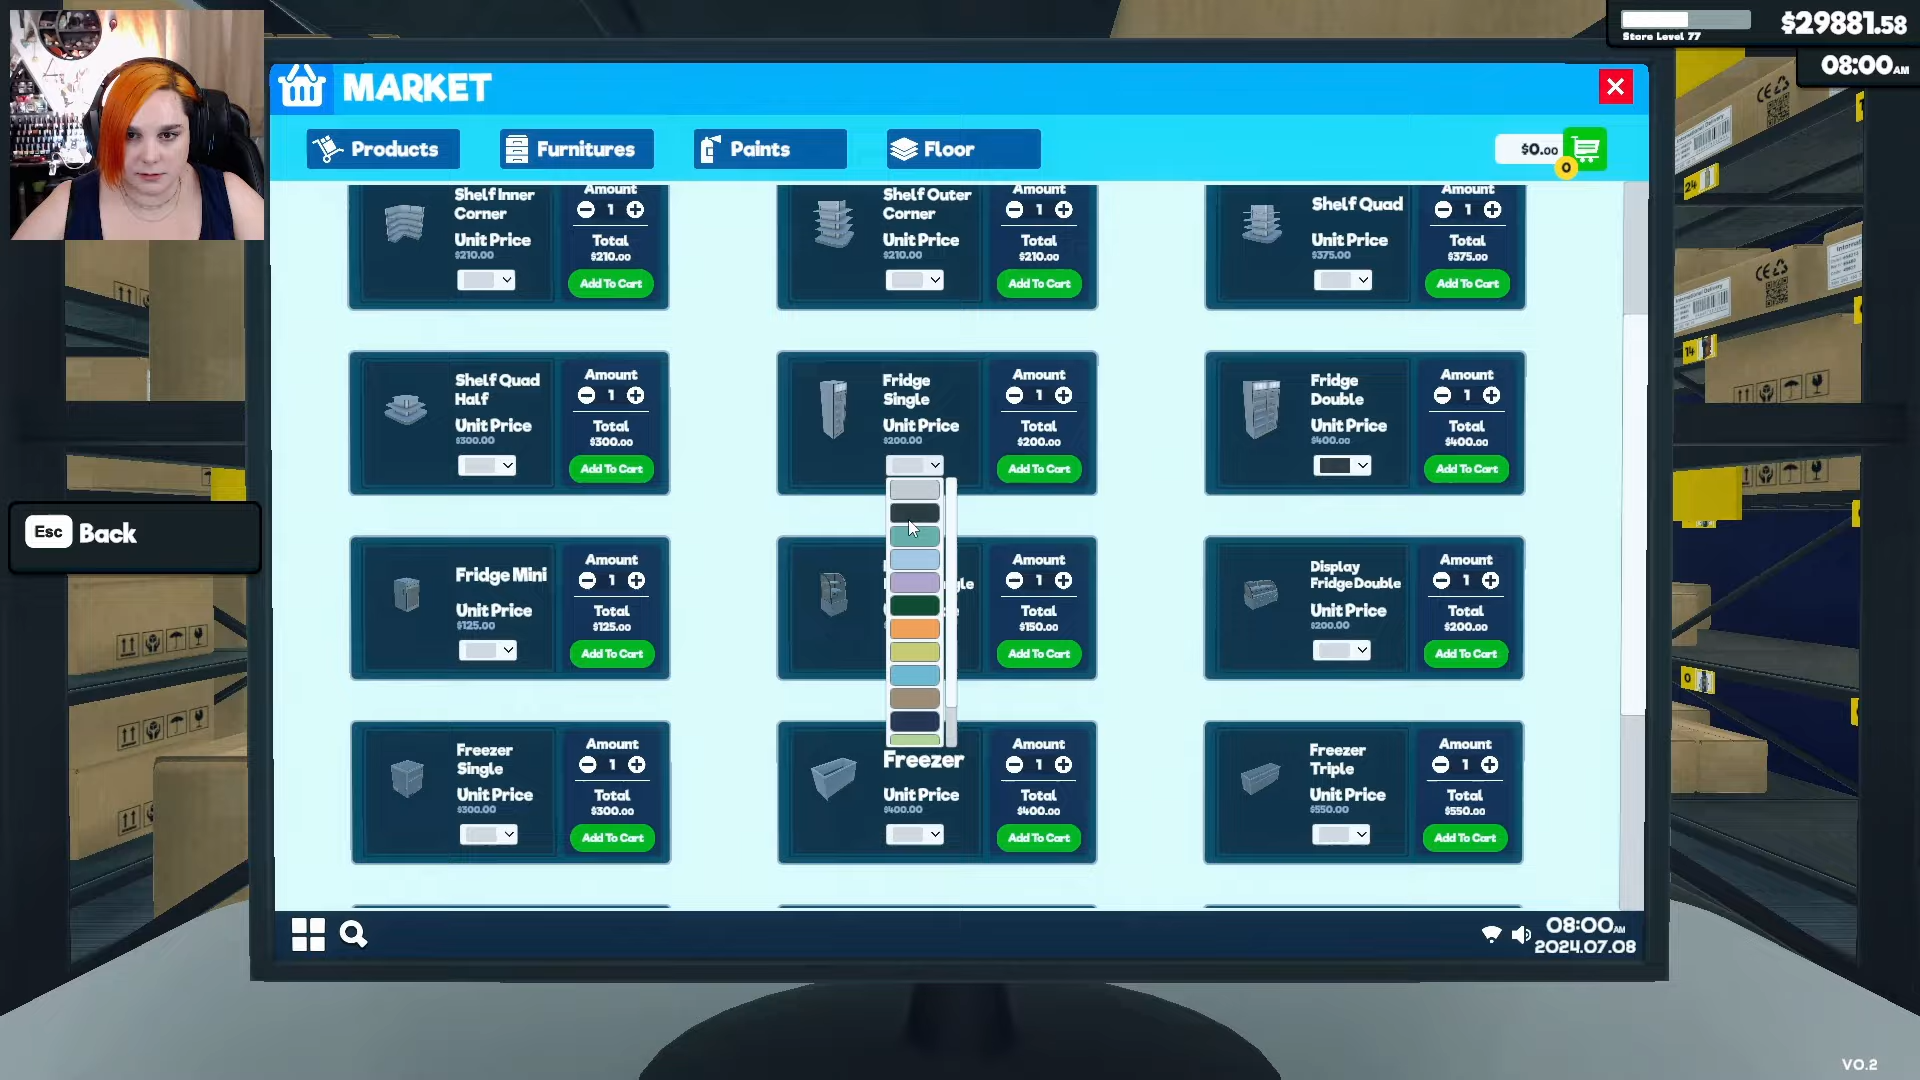 $29881.58
Store Level 77
08:00AM
MARKET
Products
Furnitures
Paints
Floor
$0.00
0
Shelf Inner
Corner
Unit Price
$210.00
Amount
1
Total
$210.00
Add To Cart
Shelf Outer
Corner
Unit Price
$210.00
Amount
1
Total
$210.00
Add To Cart
Shelf Quad
Unit Price
$375.00
Amount
1
Total
$375.00
Add To Cart
Shelf Quad
Half
Unit Price
$300.00
Amount
1
Total
$300.00
Add To Cart
Fridge
Single
Unit Price
$200.00
Amount
1
Total
$200.00
Add To Cart
Fridge
Double
Unit Price
$400.00
Amount
1
Total
$400.00
Add To Cart
Fridge Mini
Unit Price
$125.00
Amount
1
Total
$125.00
Add To Cart
Amount
1
Total
$150.00
Add To Cart
Display
Fridge Double
Unit Price
$200.00
Amount
1
Total
$200.00
Add To Cart
Freezer
Single
Unit Price
$300.00
Amount
1
Total
$300.00
Add To Cart
Freezer
Unit Price
$400.00
Amount
1
Total
$400.00
Add To Cart
Freezer
Triple
Unit Price
$550.00
Amount
1
Total
$550.00
Add To Cart
Esc Back
24
14
0
International Delivery
08:00AM
2024.07.08
V0.2